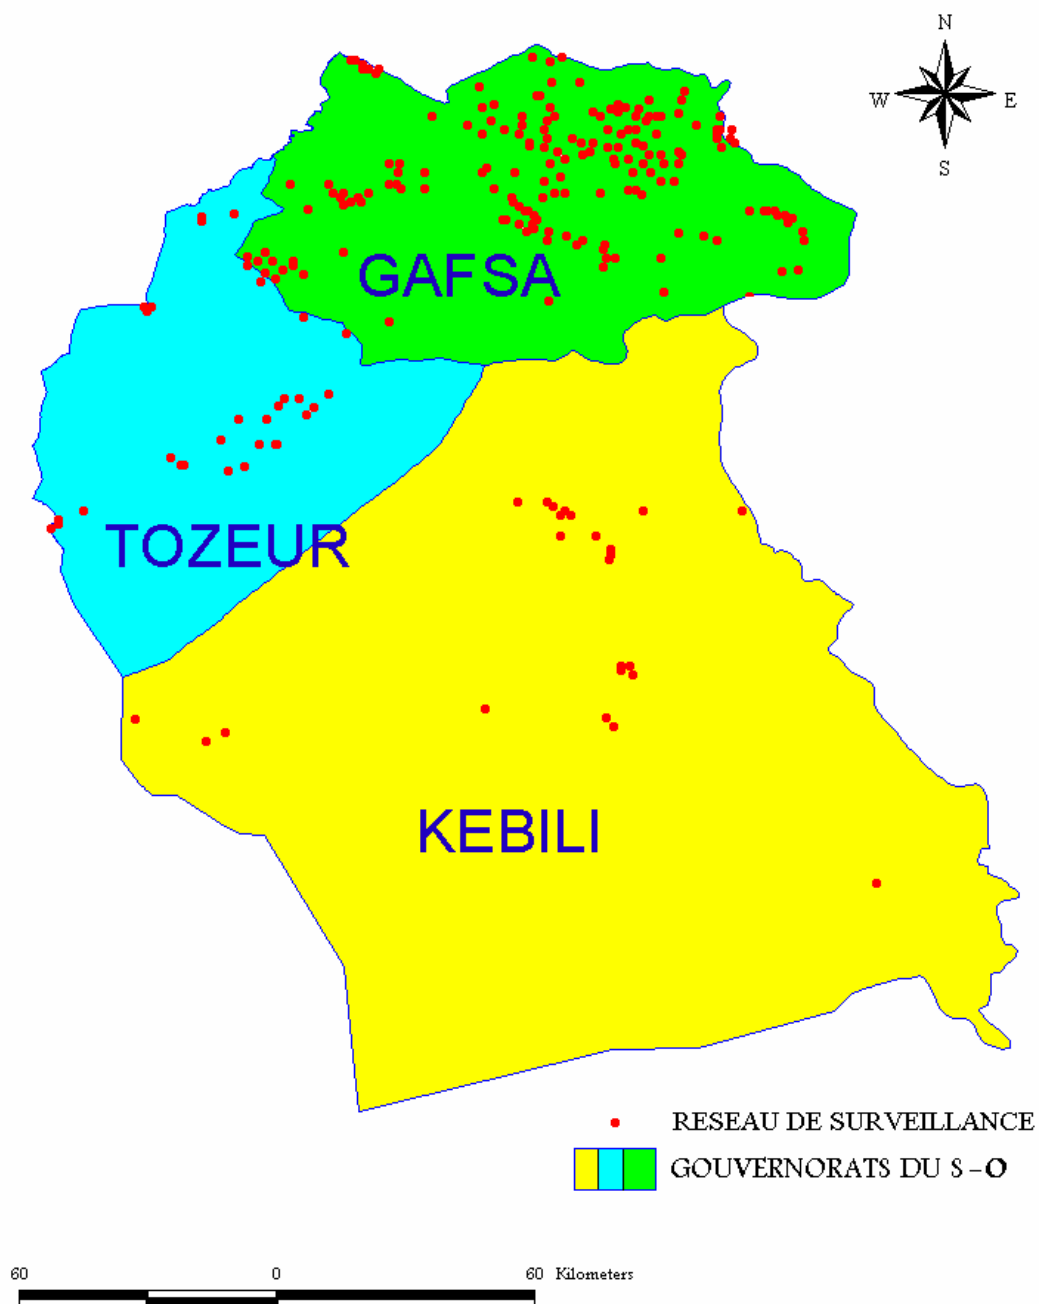 N
W E
S
GAFSA
TOZEUR
KEBILI
RESEAU DE SURVEILLANCE
GOUVERNORATS DU S-O
60 0 60 Kilometers